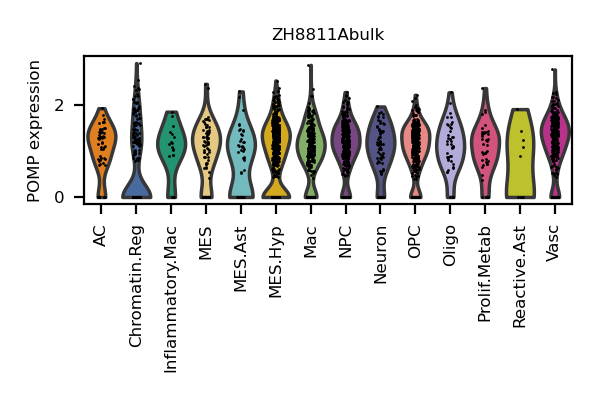 ZH8811Abulk
POMP expression
2
0
AC
Chromatin.Reg
Inflammatory.Mac
MES
MES.Ast
MES.Hyp
Mac
NPC
Neuron
OPC
Oligo
Prolif.Metab
Reactive.Ast
Vasc